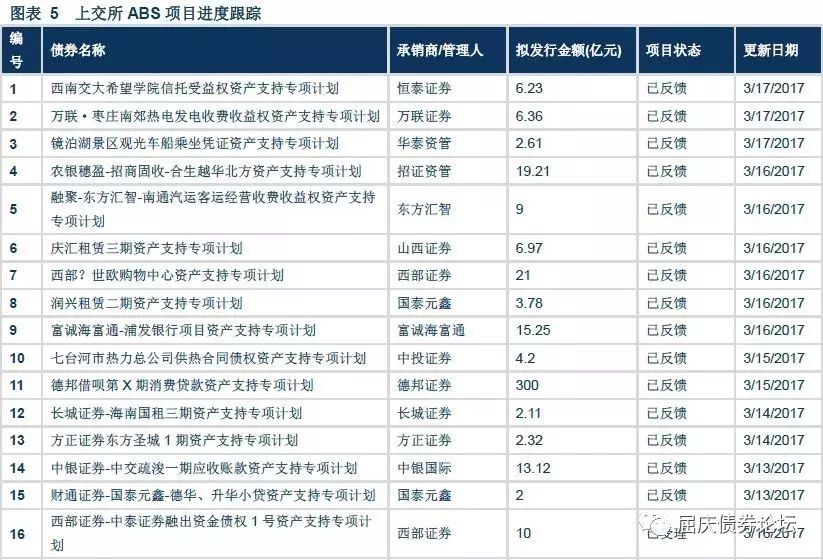 图表 5 上交所 ABS 项目进度跟踪
编号 债券名称 承销商/管理人 拟发行金额(亿元) 项目状态 更新日期
1 西南交大希望学院信托受益权资产支持专项计划 恒泰证券 6.23 已反馈 3/17/2017
2 万联·枣庄南郊热电发电收费收益权资产支持专项计划 万联证券 6.36 已反馈 3/17/2017
3 镜泊湖景区观光车船乘坐凭证资产支持专项计划 华泰资管 2.61 已反馈 3/17/2017
4 农银穗盈-招商固收-合生越华北方资产支持专项计划 招证资管 19.21 已反馈 3/16/2017
5 融聚-东方汇智-南通汽运客运经营收费收益权资产支持
专项计划 东方汇智 9 已反馈 3/16/2017
6 庆汇租赁三期资产支持专项计划 山西证券 6.97 已反馈 3/16/2017
7 西部？世欧购物中心资产支持专项计划 西部证券 21 已反馈 3/16/2017
8 润兴租赁二期资产支持专项计划 国泰元鑫 3.78 已反馈 3/16/2017
9 富诚海富通-浦发银行项目资产支持专项计划 富诚海富通 15.25 已反馈 3/16/2017
10 七台河市热力总公司供热合同债权资产支持专项计划 中投证券 4.2 已反馈 3/15/2017
11 德邦借呗第 X 期消费贷款资产支持专项计划 德邦证券 300 已反馈 3/15/2017
12 长城证券-海南国租三期资产支持专项计划 长城证券 2.11 已反馈 3/14/2017
13 方正证券东方圣城 1 期资产支持专项计划 方正证券 2.32 已反馈 3/14/2017
14 中银证券-中交疏浚一期应收账款资产支持专项计划 中银国际 13.12 已反馈 3/13/2017
15 财通证券-国泰元鑫-德华、升华小贷资产支持专项计划 国泰元鑫 2 已反馈 3/13/2017
16 西部证券-中泰证券融出资金债权 1 号资产支持专项计
划 西部证券 10 已受理 3/16/2017
屈庆债券论坛